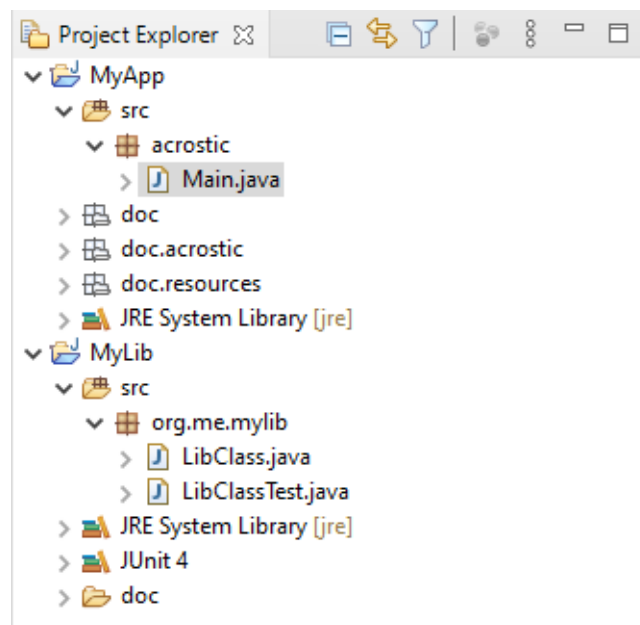 Project Explorer
MyApp
src
acrostic
Main.java
doc
doc.acrostic
doc.resources
JRE System Library [jre]
MyLib
src
org.me.mylib
LibClass.java
LibClassTest.java
JRE System Library [jre]
JUnit 4
doc